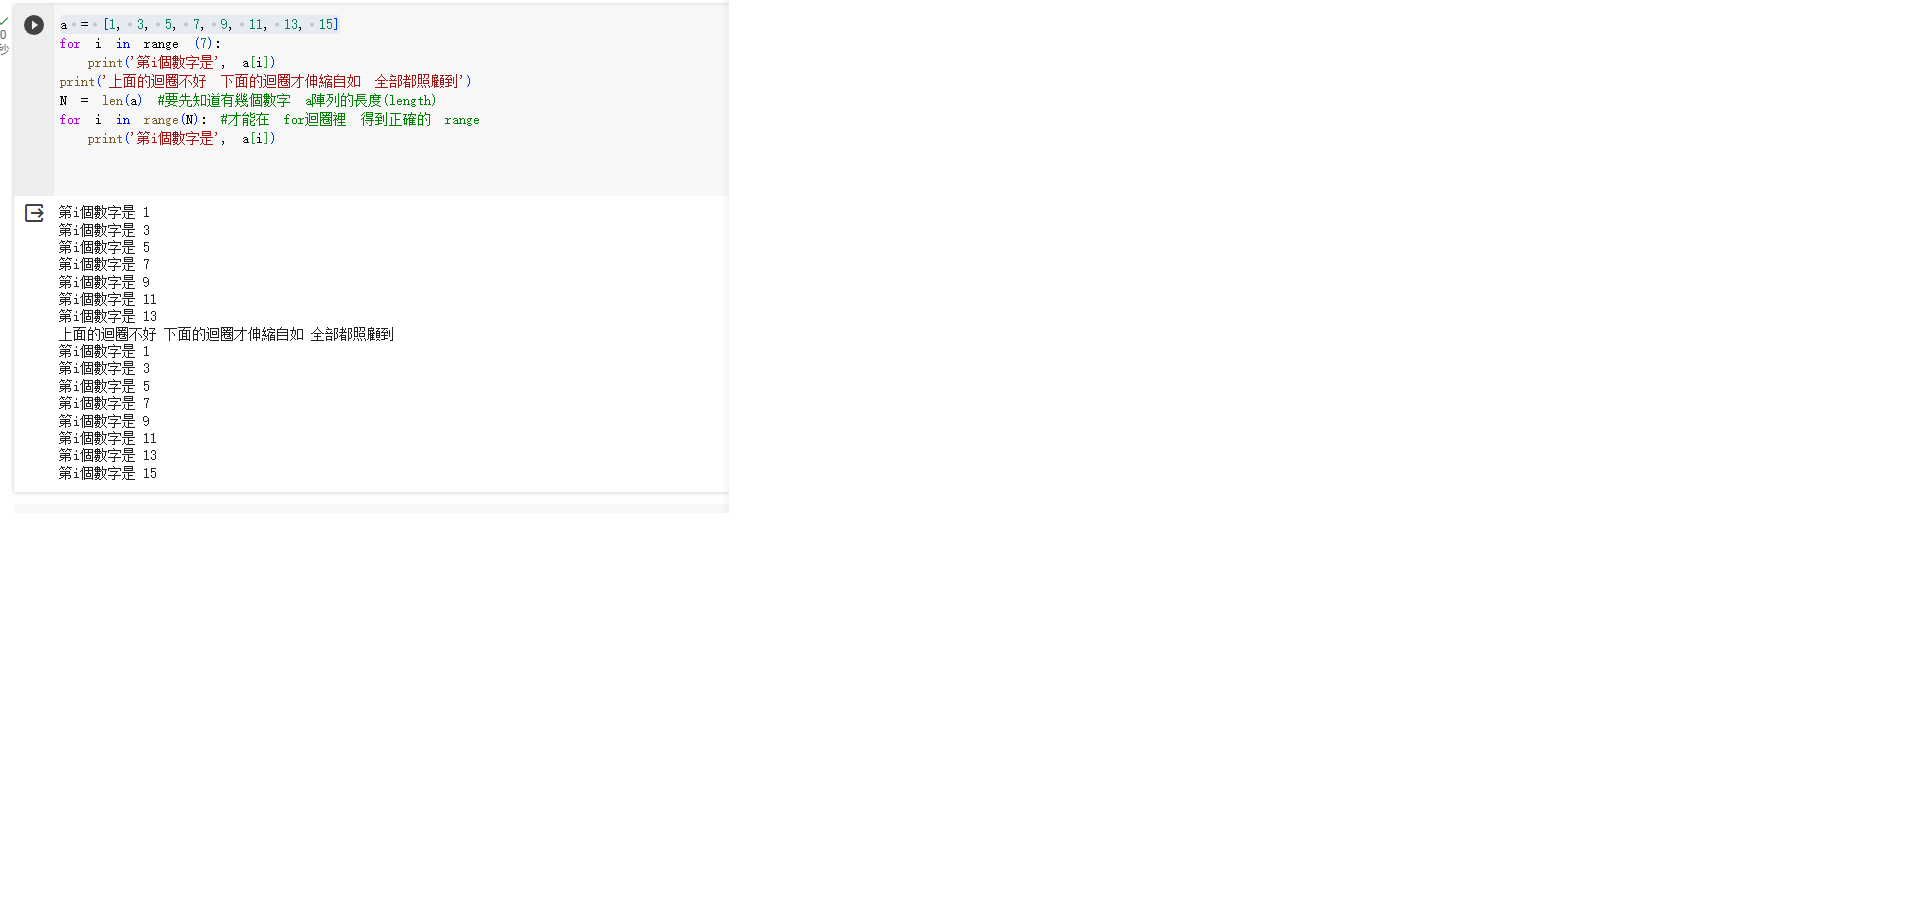 a = [1, 3, 5, 7, 9, 11, 13, 15]
for i in range (7):
    print('第i個數字是', a[i])
print('上面的迴圈不好 下面的迴圈才伸縮自如 全部都照顧到')
N = len(a) #要先知道有幾個數字 a陣列的長度(length)
for i in range(N): #才能在 for迴圈裡 得到正確的 range
    print('第i個數字是', a[i])
0
秒
第i個數字是 1
第i個數字是 3
第i個數字是 5
第i個數字是 7
第i個數字是 9
第i個數字是 11
第i個數字是 13
上面的迴圈不好 下面的迴圈才伸縮自如 全部都照顧到
第i個數字是 1
第i個數字是 3
第i個數字是 5
第i個數字是 7
第i個數字是 9
第i個數字是 11
第i個數字是 13
第i個數字是 15